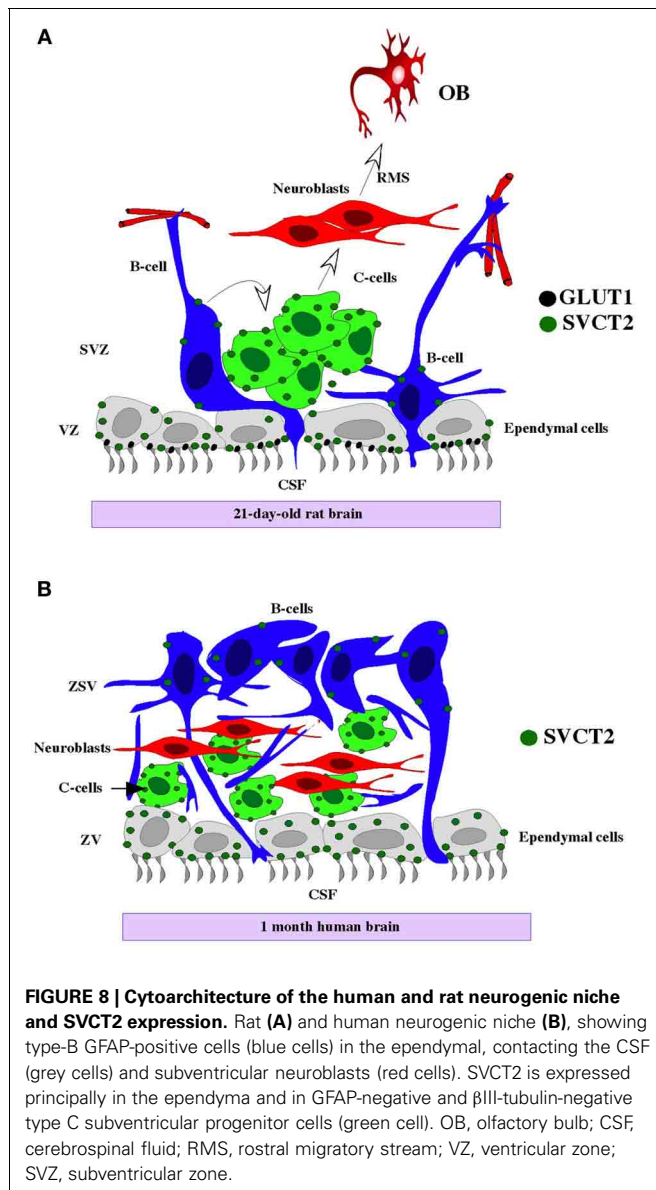 A
OB
RMS
Neuroblasts
B-cell
C-cells
GLUT1
SVCT2
SVZ
B-cell
VZ
Ependymal cells
CSF
21-day-old rat brain
B
B-cells
ZSV
Neuroblasts
SVCT2
C-cells
ZV
Ependymal cells
CSF
1 month human brain
FIGURE 8 | Cytoarchitecture of the human and rat neurogenic niche
and SVCT2 expression. Rat (A) and human neurogenic niche (B), showing
type-B GFAP-positive cells (blue cells) in the ependymal, contacting the CSF
(grey cells) and subventricular neuroblasts (red cells). SVCT2 is expressed
principally in the ependyma and in GFAP-negative and βIII-tubulin-negative
type C subventricular progenitor cells (green cell). OB, olfactory bulb; CSF,
cerebrospinal fluid; RMS, rostral migratory stream; VZ, ventricular zone;
SVZ, subventricular zone.